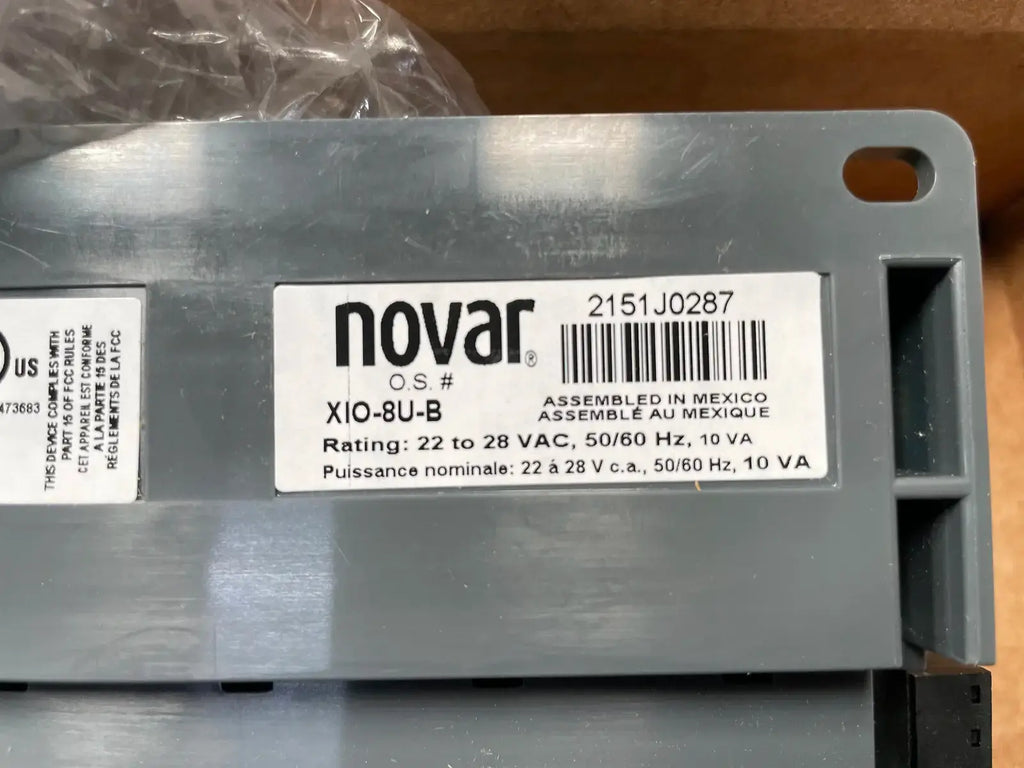 US
473683
THIS DEVICE COMPLIES WITH
PART 15 OF FCC RULES
CET APPAREIL EST CONFORME
A LA PARTIE 15 DES
RÉGLEMENTS DE LA FCC
novar®
O.S. #
XIO-8U-B
2151J0287
ASSEMBLED IN MEXICO
ASSEMBLÉ AU MEXIQUE
Rating: 22 to 28 VAC, 50/60 Hz, 10 VA
Puissance nominale: 22 á 28 V c.a., 50/60 Hz, 10 VA